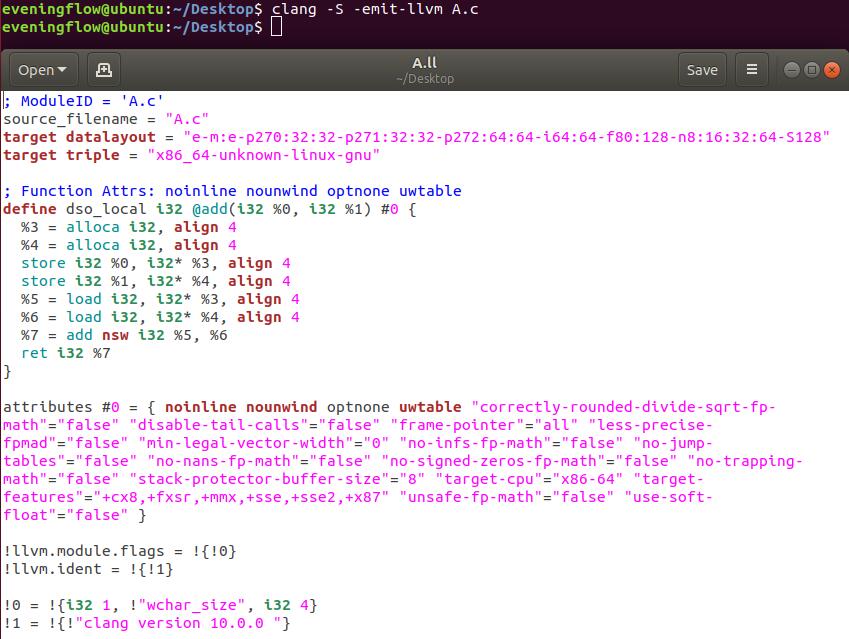 eveningflow@ubuntu:~/Desktop$ clang -S -emit-llvm A.c
eveningflow@ubuntu:~/Desktop$
Open
A.ll
~/Desktop
Save
; ModuleID = 'A.c'
source_filename = "A.c"
target datalayout = "e-m:e-p270:32:32-p271:32:32-p272:64:64-i64:64-f80:128-n8:16:32:64-S128"
target triple = "x86_64-unknown-linux-gnu"

; Function Attrs: noinline nounwind optnone uwtable
define dso_local i32 @add(i32 %0, i32 %1) #0 {
  %3 = alloca i32, align 4
  %4 = alloca i32, align 4
  store i32 %0, i32* %3, align 4
  store i32 %1, i32* %4, align 4
  %5 = load i32, i32* %3, align 4
  %6 = load i32, i32* %4, align 4
  %7 = add nsw i32 %5, %6
  ret i32 %7
}

attributes #0 = { noinline nounwind optnone uwtable "correctly-rounded-divide-sqrt-fp-
math"="false" "disable-tail-calls"="false" "frame-pointer"="all" "less-precise-
fpmad"="false" "min-legal-vector-width"="0" "no-infs-fp-math"="false" "no-jump-
tables"="false" "no-nans-fp-math"="false" "no-signed-zeros-fp-math"="false" "no-trapping-
math"="false" "stack-protector-buffer-size"="8" "target-cpu"="x86-64" "target-
features"="+cx8,+fxsr,+mmx,+sse,+sse2,+x87" "unsafe-fp-math"="false" "use-soft-
float"="false" }

!llvm.module.flags = !{!0}
!llvm.ident = !{!1}

!0 = !{i32 1, !"wchar_size", i32 4}
!1 = !{!"clang version 10.0.0 "}